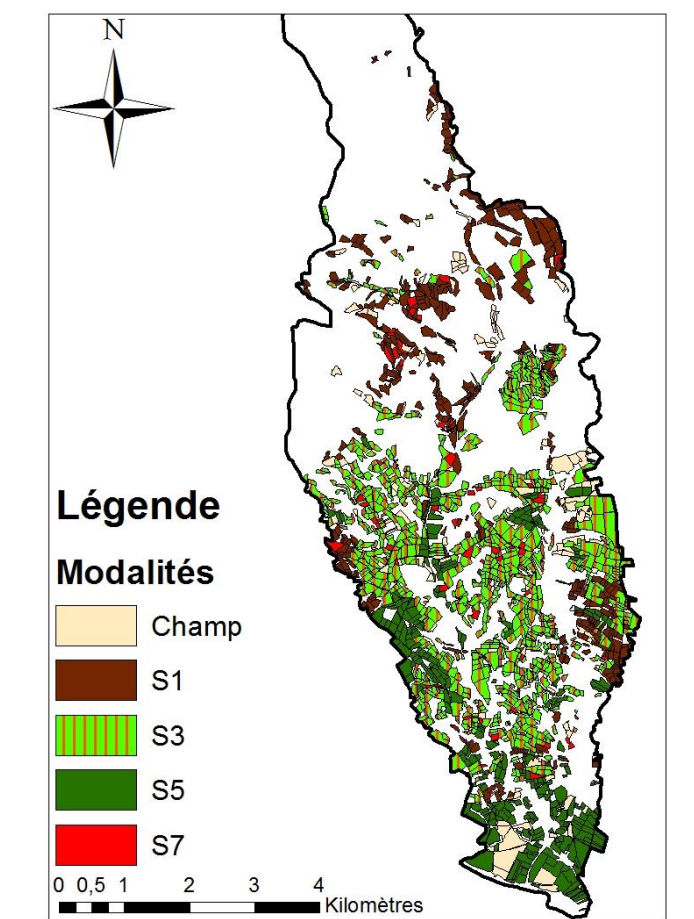 N
Légende
Modalités
Champ
S1
S3
S5
S7
0 0,5 1 2 3 4
Kilomètres